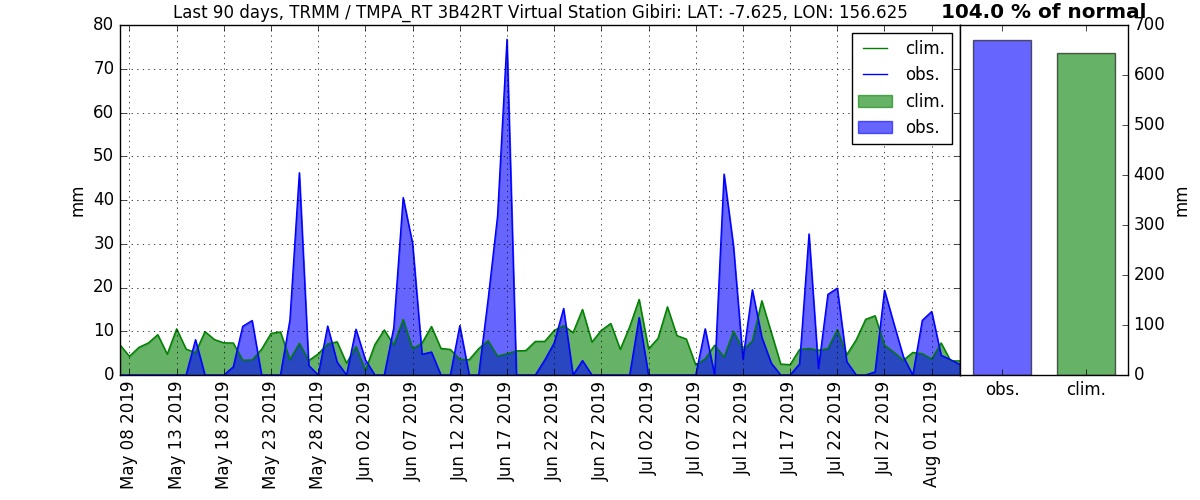 Last 90 days, TRMM / TMPA_RT 3B42RT Virtual Station Gibiri: LAT: -7.625, LON: 156.625
104.0 % of normal
80
70
60
50
40
30
20
10
0
mm
clim.
obs.
clim.
obs.
700
600
500
400
300
200
100
0
mm
May 08 2019
May 13 2019
May 18 2019
May 23 2019
May 28 2019
Jun 02 2019
Jun 07 2019
Jun 12 2019
Jun 17 2019
Jun 22 2019
Jun 27 2019
Jul 02 2019
Jul 07 2019
Jul 12 2019
Jul 17 2019
Jul 22 2019
Jul 27 2019
Aug 01 2019
obs.
clim.